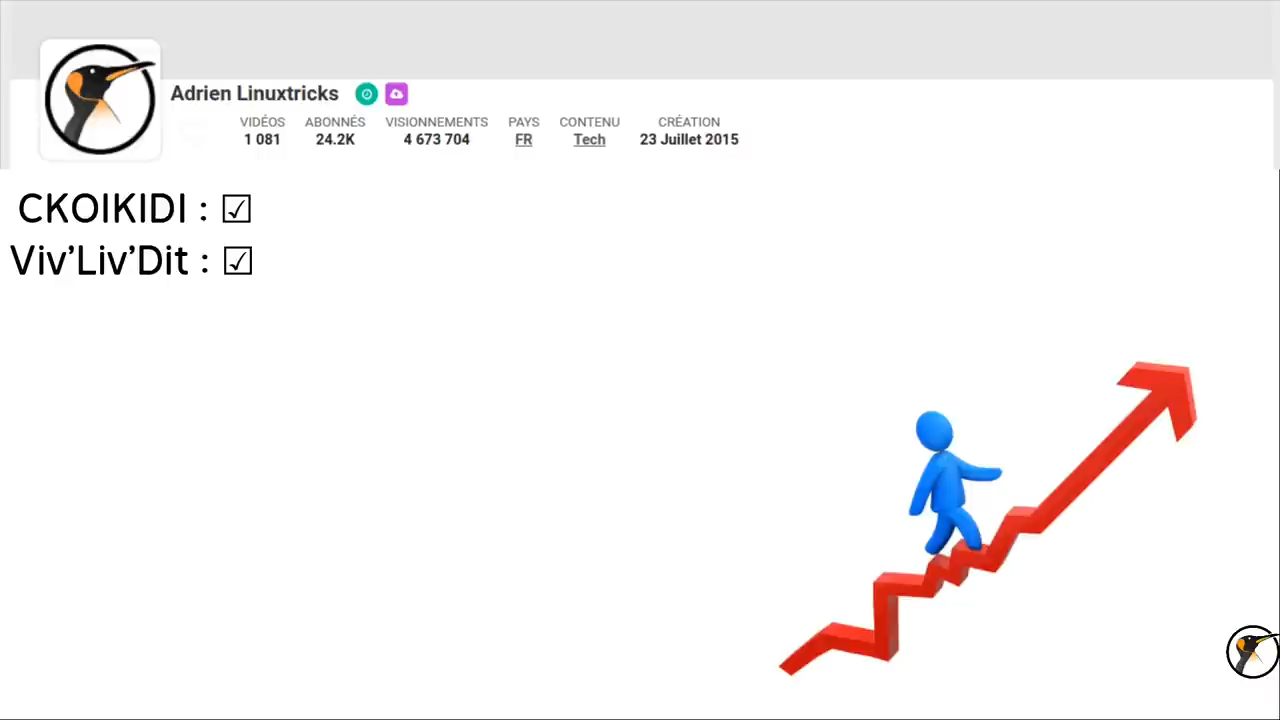 Adrien Linuxtricks
VIDÉOS ABONNÉS VISIONNEMENTS PAYS CONTENU CRÉATION
1 081 24.2K 4 673 704 FR Tech 23 Juillet 2015
CKOIKIDI : ☑
Viv’Liv’Dit : ☑